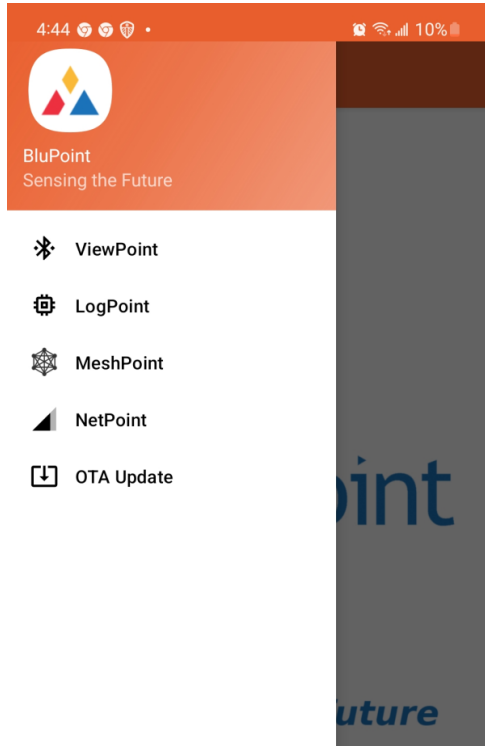 4:44
10%
BluPoint
Sensing the Future
ViewPoint
LogPoint
MeshPoint
NetPoint
OTA Update
oint
uture